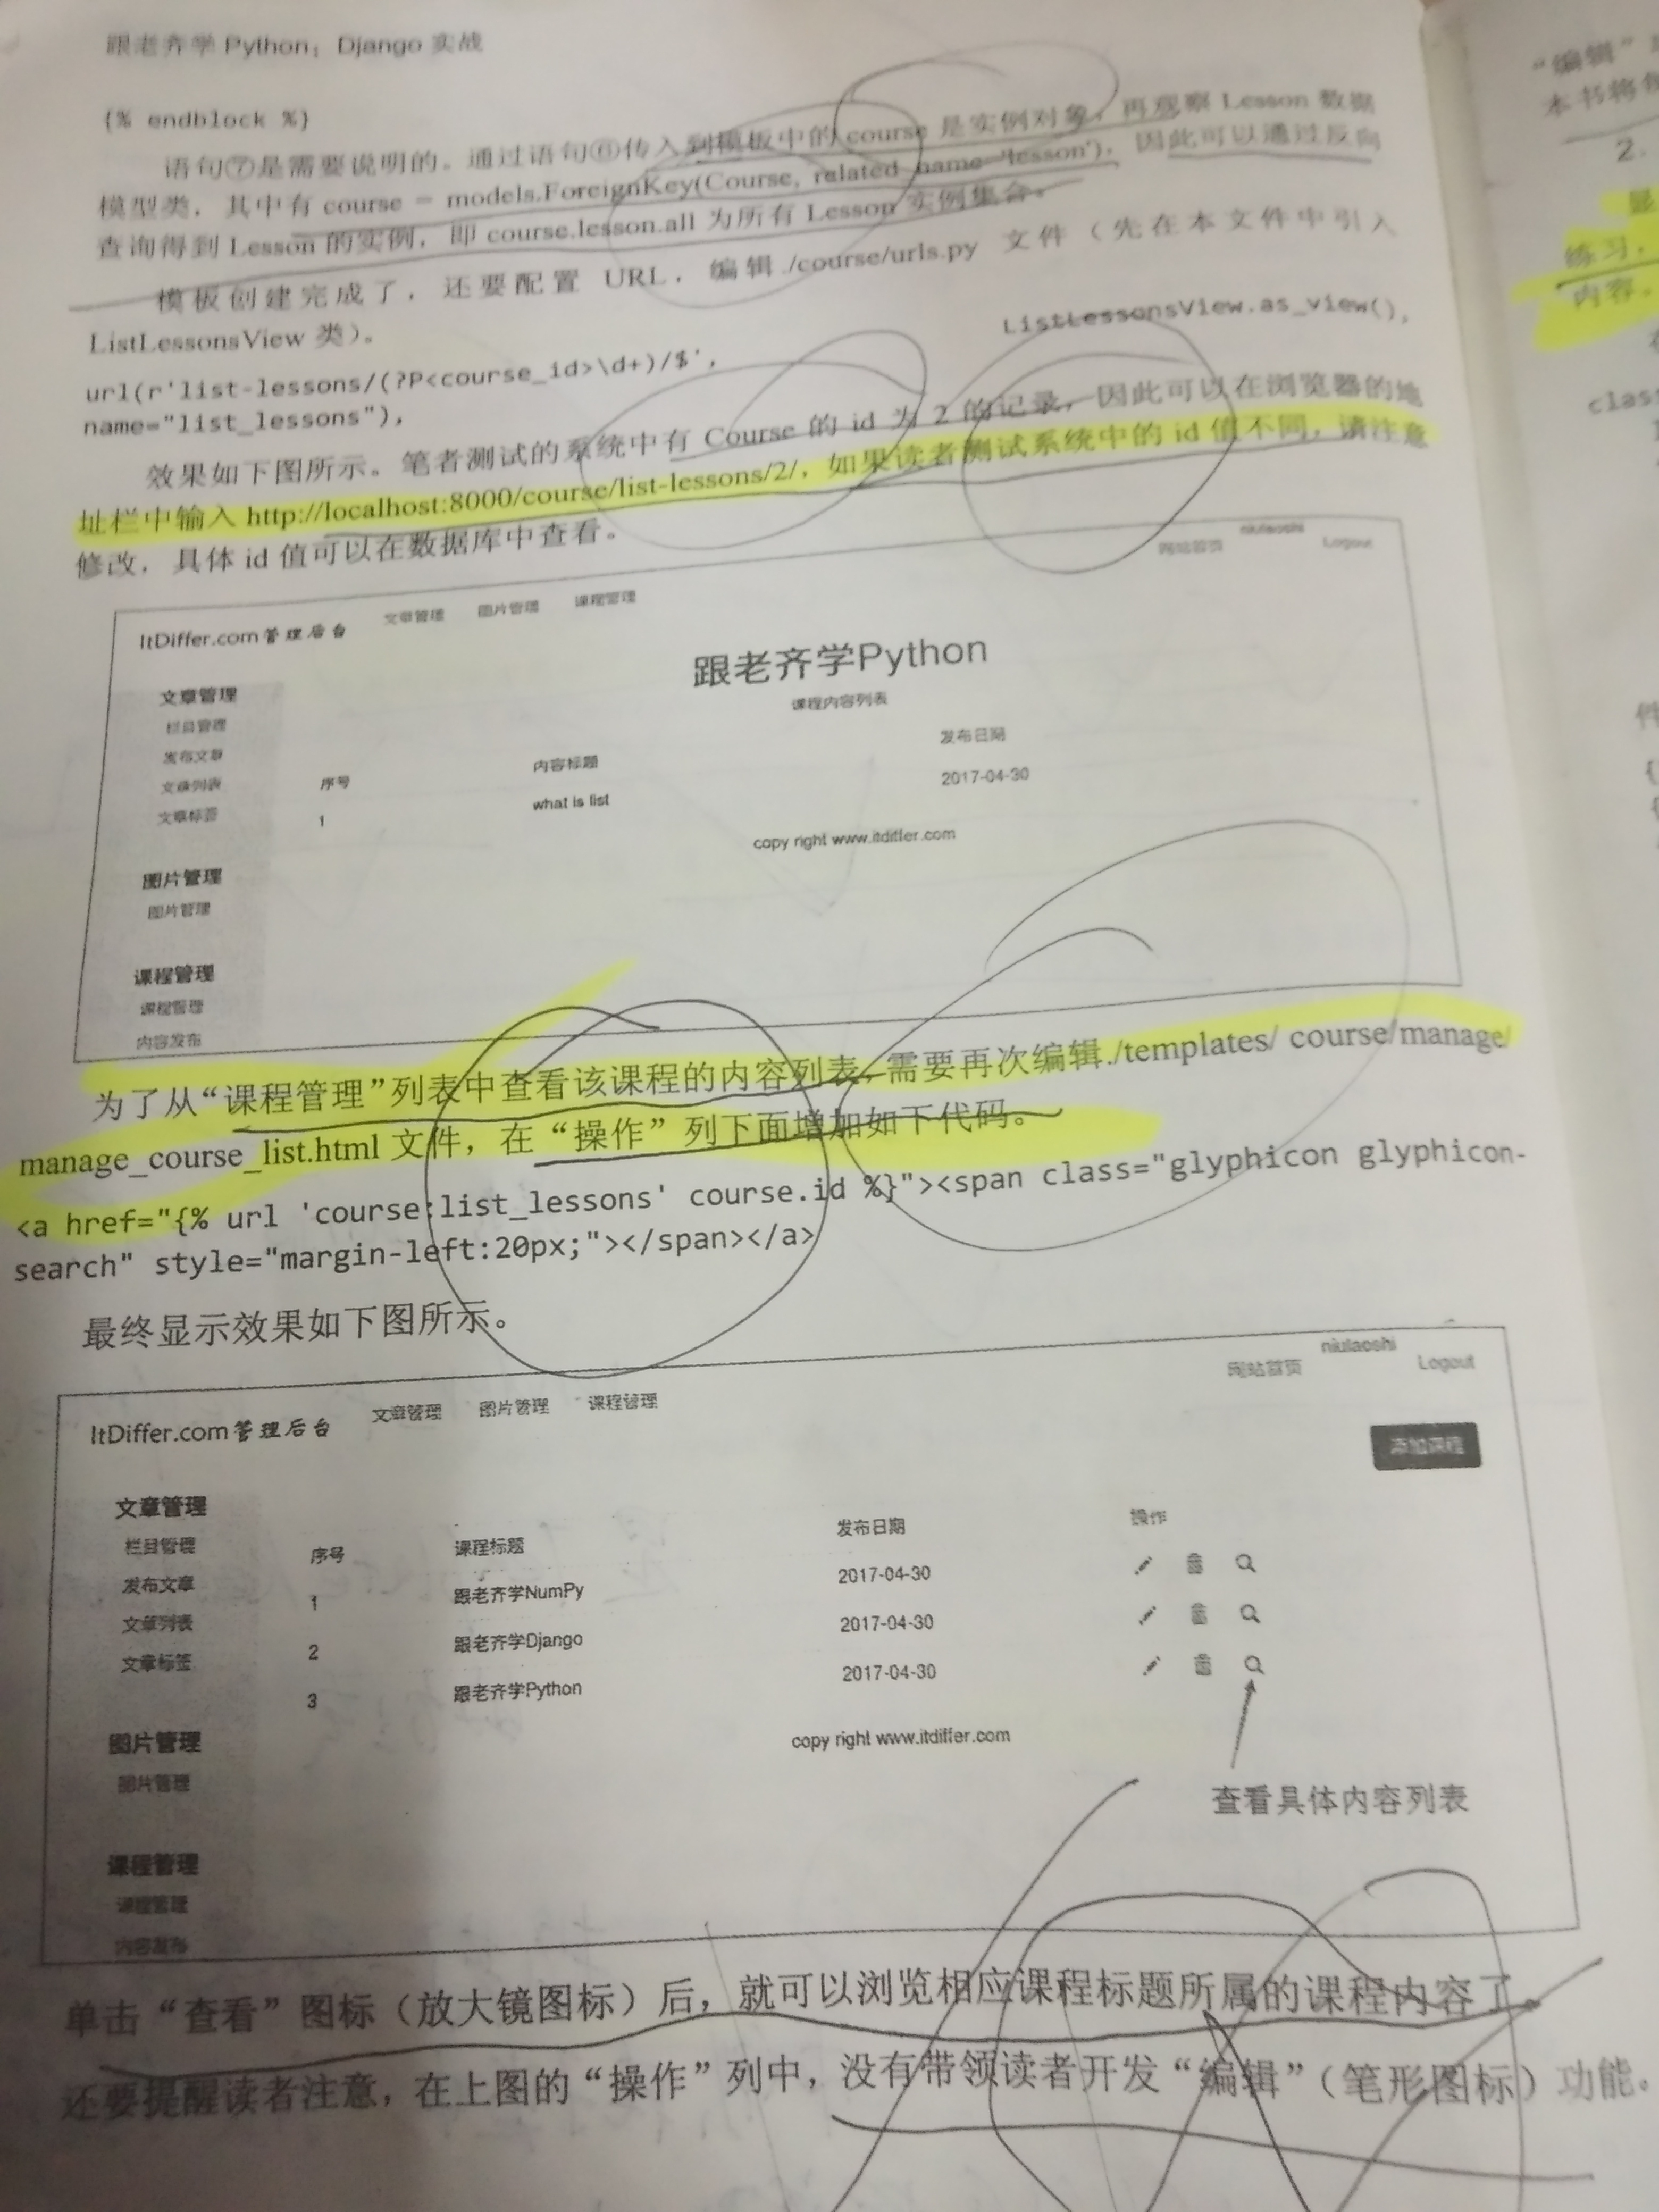 跟老齐学 Python：Django 实战
{% endblock %}
语句⑦是需要说明的。通过语句⑥传入到模板中的 course 是实例对象，再观察 Lesson 数据
模型类，其中有 course = models.ForeignKey(Course, related_name='lesson')，因此可以通过反向
查询得到 Lesson 的实例，即 course.lesson.all 为所有 Lesson 实例集合。
模板创建完成了，还要配置 URL，编辑./course/urls.py 文件（先在本文件中引入
ListLessonsView 类）。
url(r'list-lessons/(?P<course_id>\d+)/$', ListLessonsView.as_view(),
name="list_lessons"),
效果如下图所示。笔者测试的系统中有 Course 的 id 为 2 的记录，因此可以在浏览器的地
址栏中输入 http://localhost:8000/course/list-lessons/2/，如果读者测试系统中的 id 值不同，请注意
修改，具体 id 值可以在数据库中查看。
ItDiffer.com管理后台 文章管理 图片管理 课程管理 网站首页 niulaoshi Logout
跟老齐学Python
课程内容列表
文章管理
栏目管理
发布文章
文章列表
文章标签
图片管理
图片管理
课程管理
课程管理
内容发布
序号 内容标题 发布日期
1 what is list 2017-04-30
copy right www.itdiffer.com
为了从“课程管理”列表中查看该课程的内容列表，需要再次编辑./templates/ course/manage/
manage_course_list.html 文件，在“操作”列下面增加如下代码。
<a href="{% url 'course:list_lessons' course.id %}"><span class="glyphicon glyphicon-
search" style="margin-left:20px;"></span></a>
最终显示效果如下图所示。
ItDiffer.com管理后台 文章管理 图片管理 课程管理 网站首页 niulaoshi Logout
添加课程
文章管理
栏目管理
发布文章
文章列表
文章标签
图片管理
图片管理
课程管理
课程管理
内容发布
序号 课程标题 发布日期 操作
1 跟老齐学NumPy 2017-04-30
2 跟老齐学Django 2017-04-30
3 跟老齐学Python 2017-04-30
copy right www.itdiffer.com
查看具体内容列表
单击“查看”图标（放大镜图标）后，就可以浏览相应课程标题所属的课程内容了。
还要提醒读者注意，在上图的“操作”列中，没有带领读者开发“编辑”（笔形图标）功能。
“编辑”
本书将
2.
显
练习，
内容。
clas
件
{